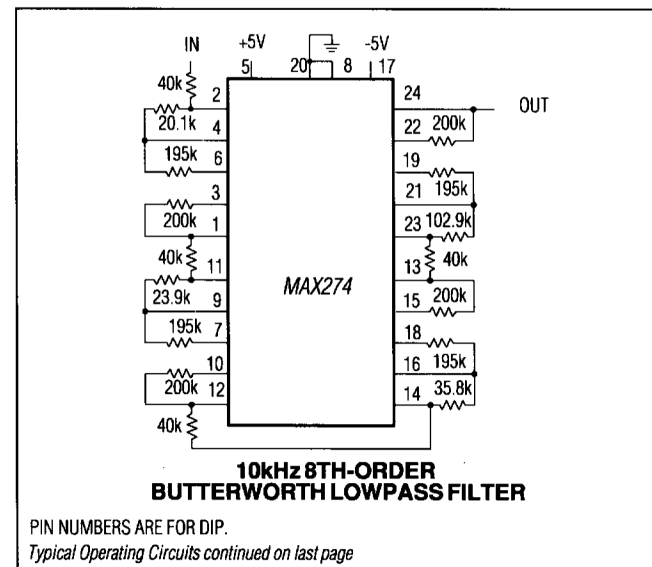 IN
+5V
-5V
5
20
8
17
40k
2
20.1k
4
195k
6
3
200k
1
40k
11
23.9k
9
195k
7
10
200k
12
40k
MAX274
24
OUT
22
200k
19
195k
21
23
102.9k
40k
13
200k
15
18
195k
16
35.8k
14
10kHz 8TH-ORDER
BUTTERWORTH LOWPASS FILTER
PIN NUMBERS ARE FOR DIP.
Typical Operating Circuits continued on last page